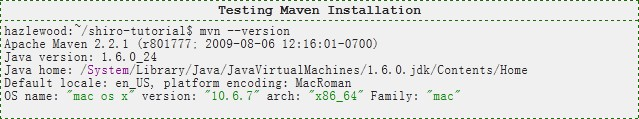 Testing Maven Installation
hazlewood:~/shiro-tutorial$ mvn --version
Apache Maven 2.2.1 (r801777; 2009-08-06 12:16:01-0700)
Java version: 1.6.0_24
Java home: /System/Library/Java/JavaVirtualMachines/1.6.0.jdk/Contents/Home
Default locale: en_US, platform encoding: MacRoman
OS name: "mac os x" version: "10.6.7" arch: "x86_64" Family: "mac"